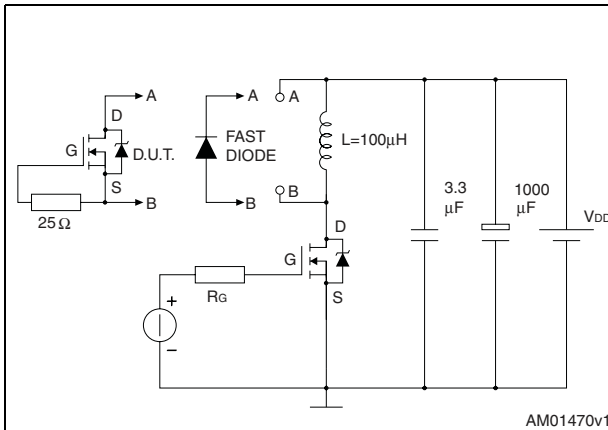 A
D
G
D.U.T.
S
B
25 Ω
A
FAST
DIODE
B
A
B
L=100μH
D
G
S
RG
+
–
3.3
μF
1000
μF
VDD
AM01470v1